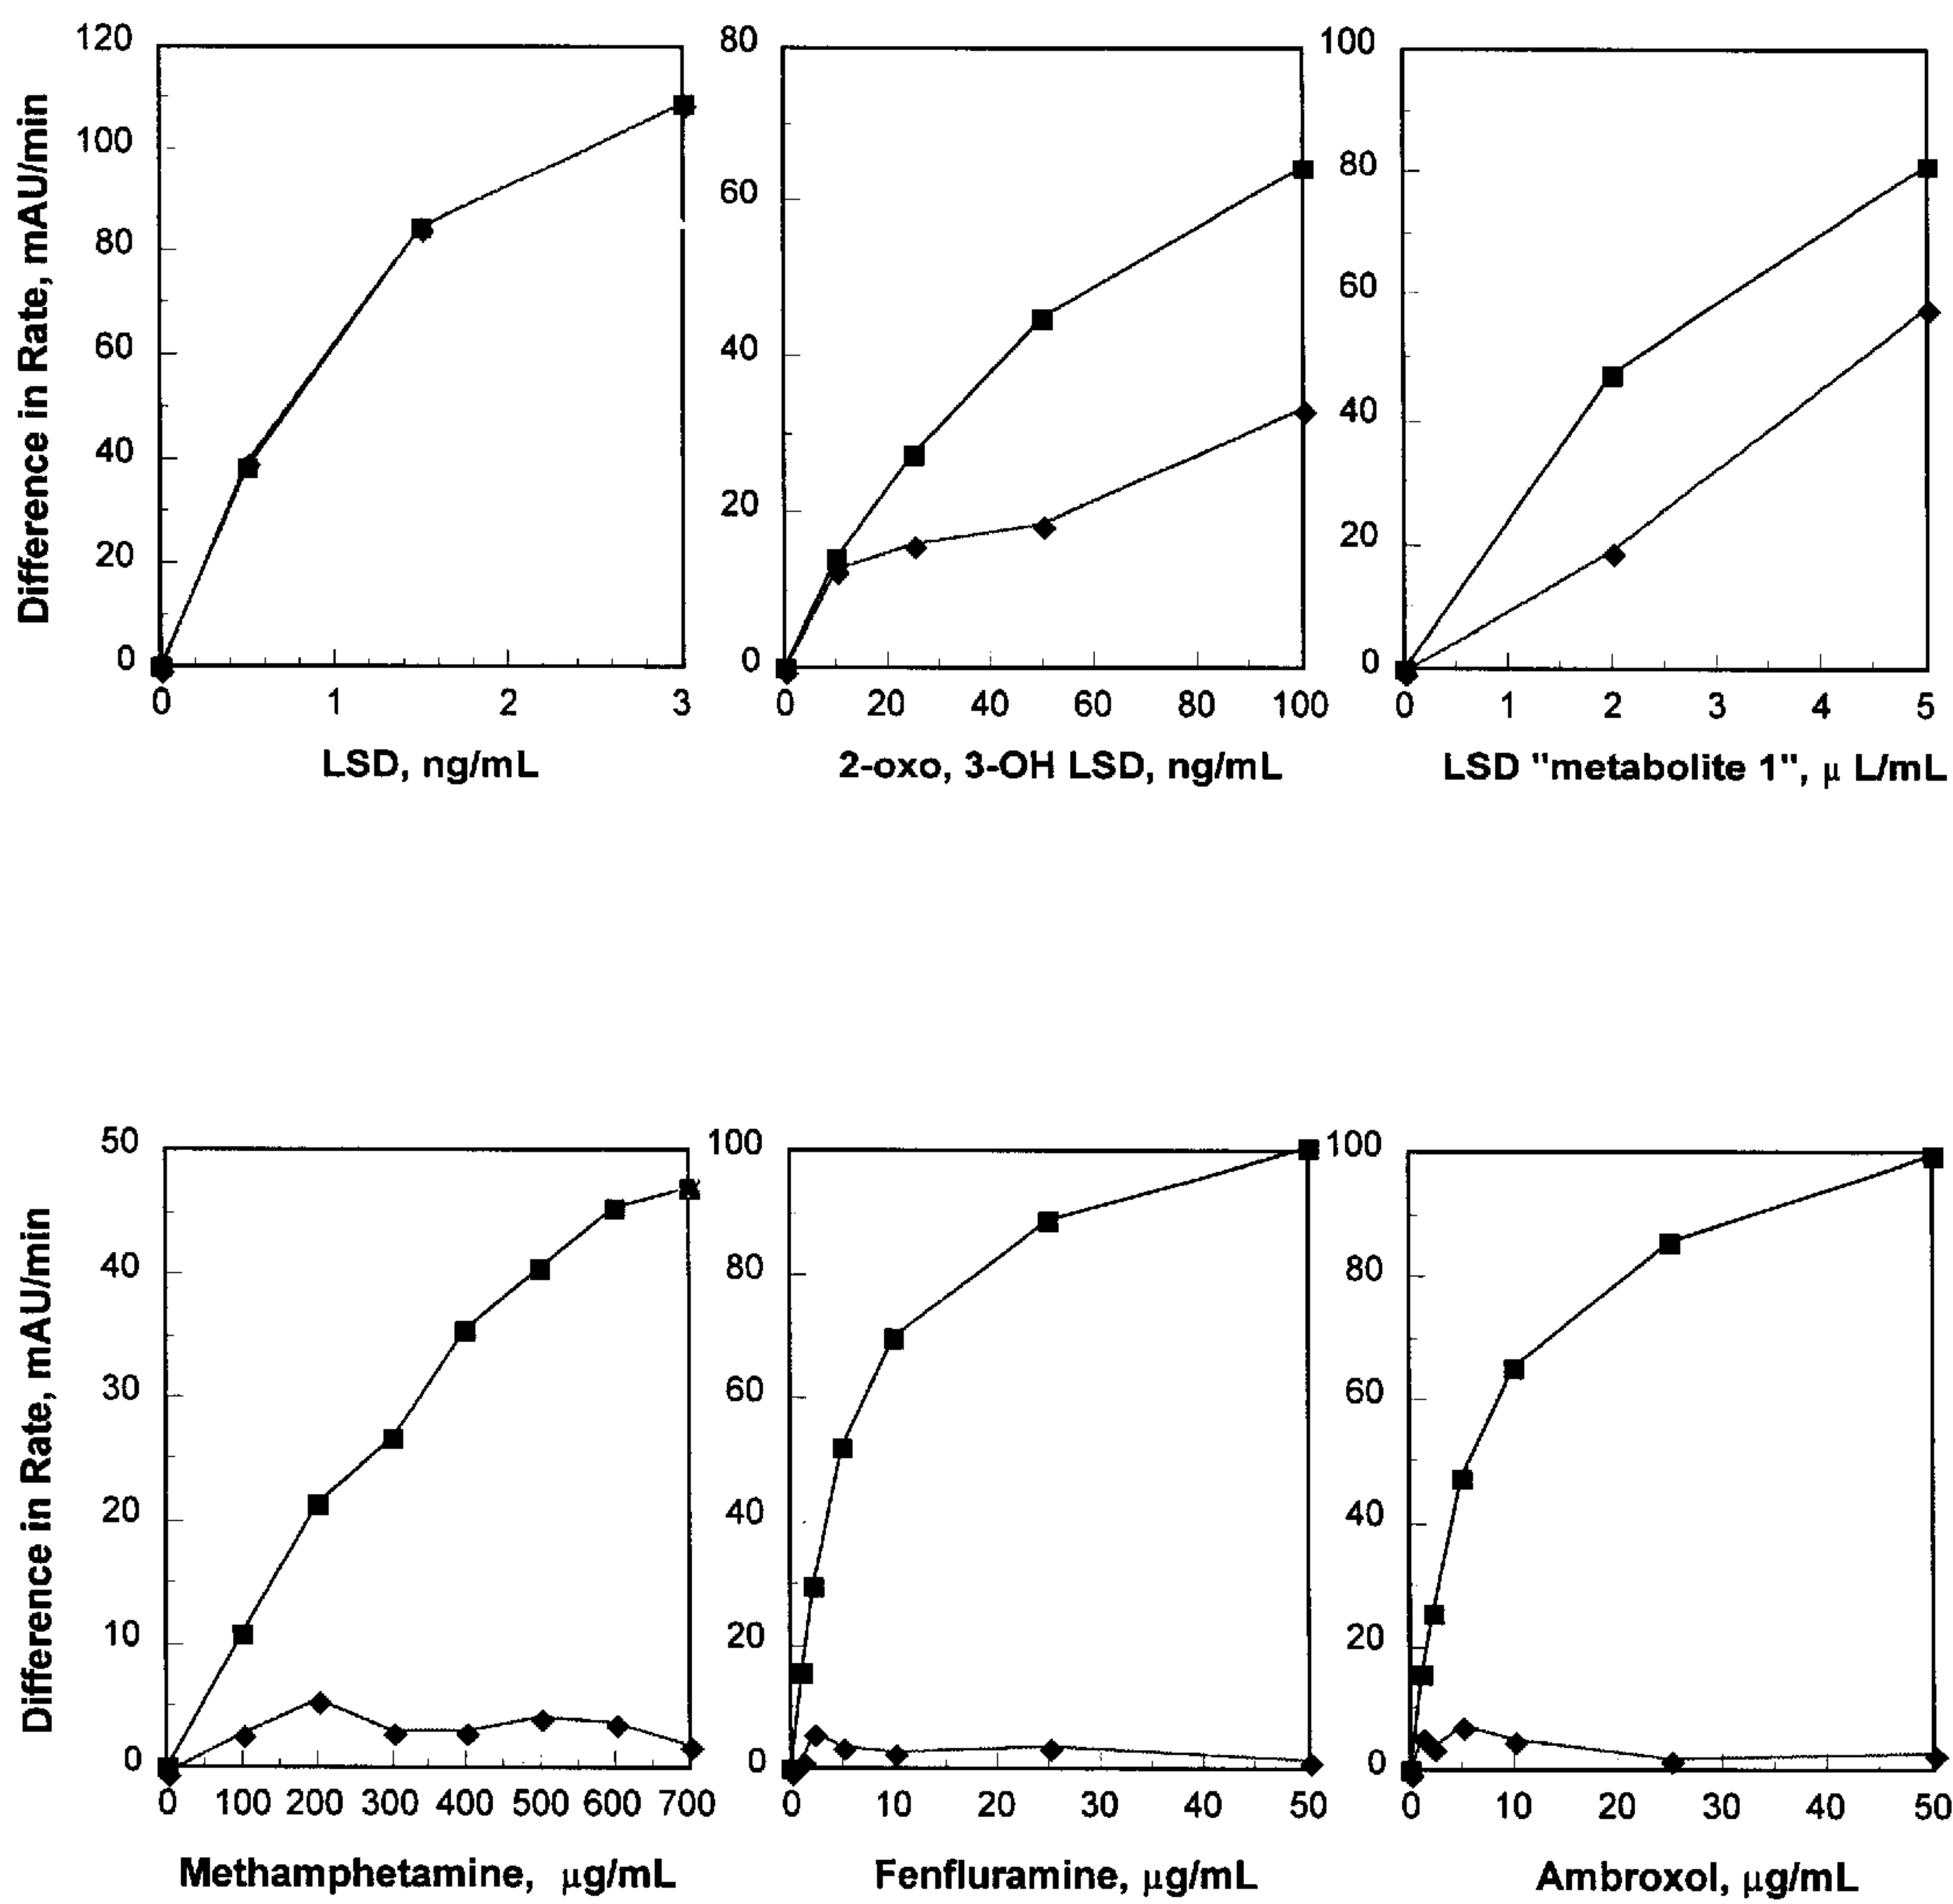 Difference in Rate, mAU/min
120
100
80
60
40
20
0
0 1 2 3
LSD, ng/mL
80
60
40
20
0
0 20 40 60 80 100
2-oxo, 3-OH LSD, ng/mL
100
80
60
40
20
0
0 1 2 3 4 5
LSD "metabolite 1", μ L/mL
Difference in Rate, mAU/min
50
40
30
20
10
0
0 100 200 300 400 500 600 700
Methamphetamine, μg/mL
100
80
60
40
20
0
0 10 20 30 40 50
Fenfluramine, μg/mL
100
80
60
40
20
0
0 10 20 30 40 50
Ambroxol, μg/mL